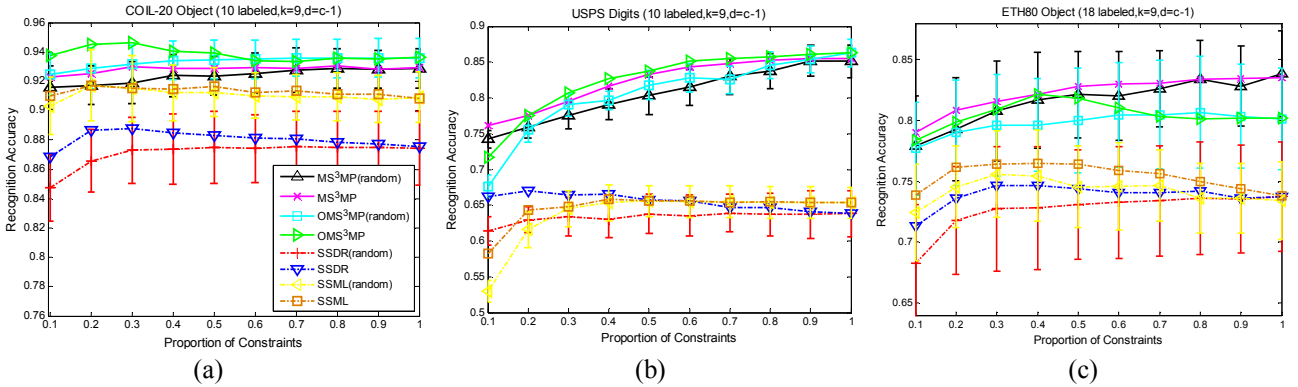 COIL-20 Object (10 labeled,k=9,d=c-1)
Recognition Accuracy
0.96
0.94
0.92
0.9
0.88
0.86
0.84
0.82
0.8
0.78
0.76
0.1 0.2 0.3 0.4 0.5 0.6 0.7 0.8 0.9 1
Proportion of Constraints
MS³MP(random)
MS³MP
OMS³MP(random)
OMS³MP
SSDR(random)
SSDR
SSML(random)
SSML
(a)
USPS Digits (10 labeled,k=9,d=c-1)
Recognition Accuracy
0.9
0.85
0.8
0.75
0.7
0.65
0.6
0.55
0.5
0.1 0.2 0.3 0.4 0.5 0.6 0.7 0.8 0.9 1
Proportion of Constraints
(b)
ETH80 Object (18 labeled,k=9,d=c-1)
Recogniton Accuracy
0.85
0.8
0.75
0.7
0.65
0.1 0.2 0.3 0.4 0.5 0.6 0.7 0.8 0.9 1
Proportion of Constraints
(c)